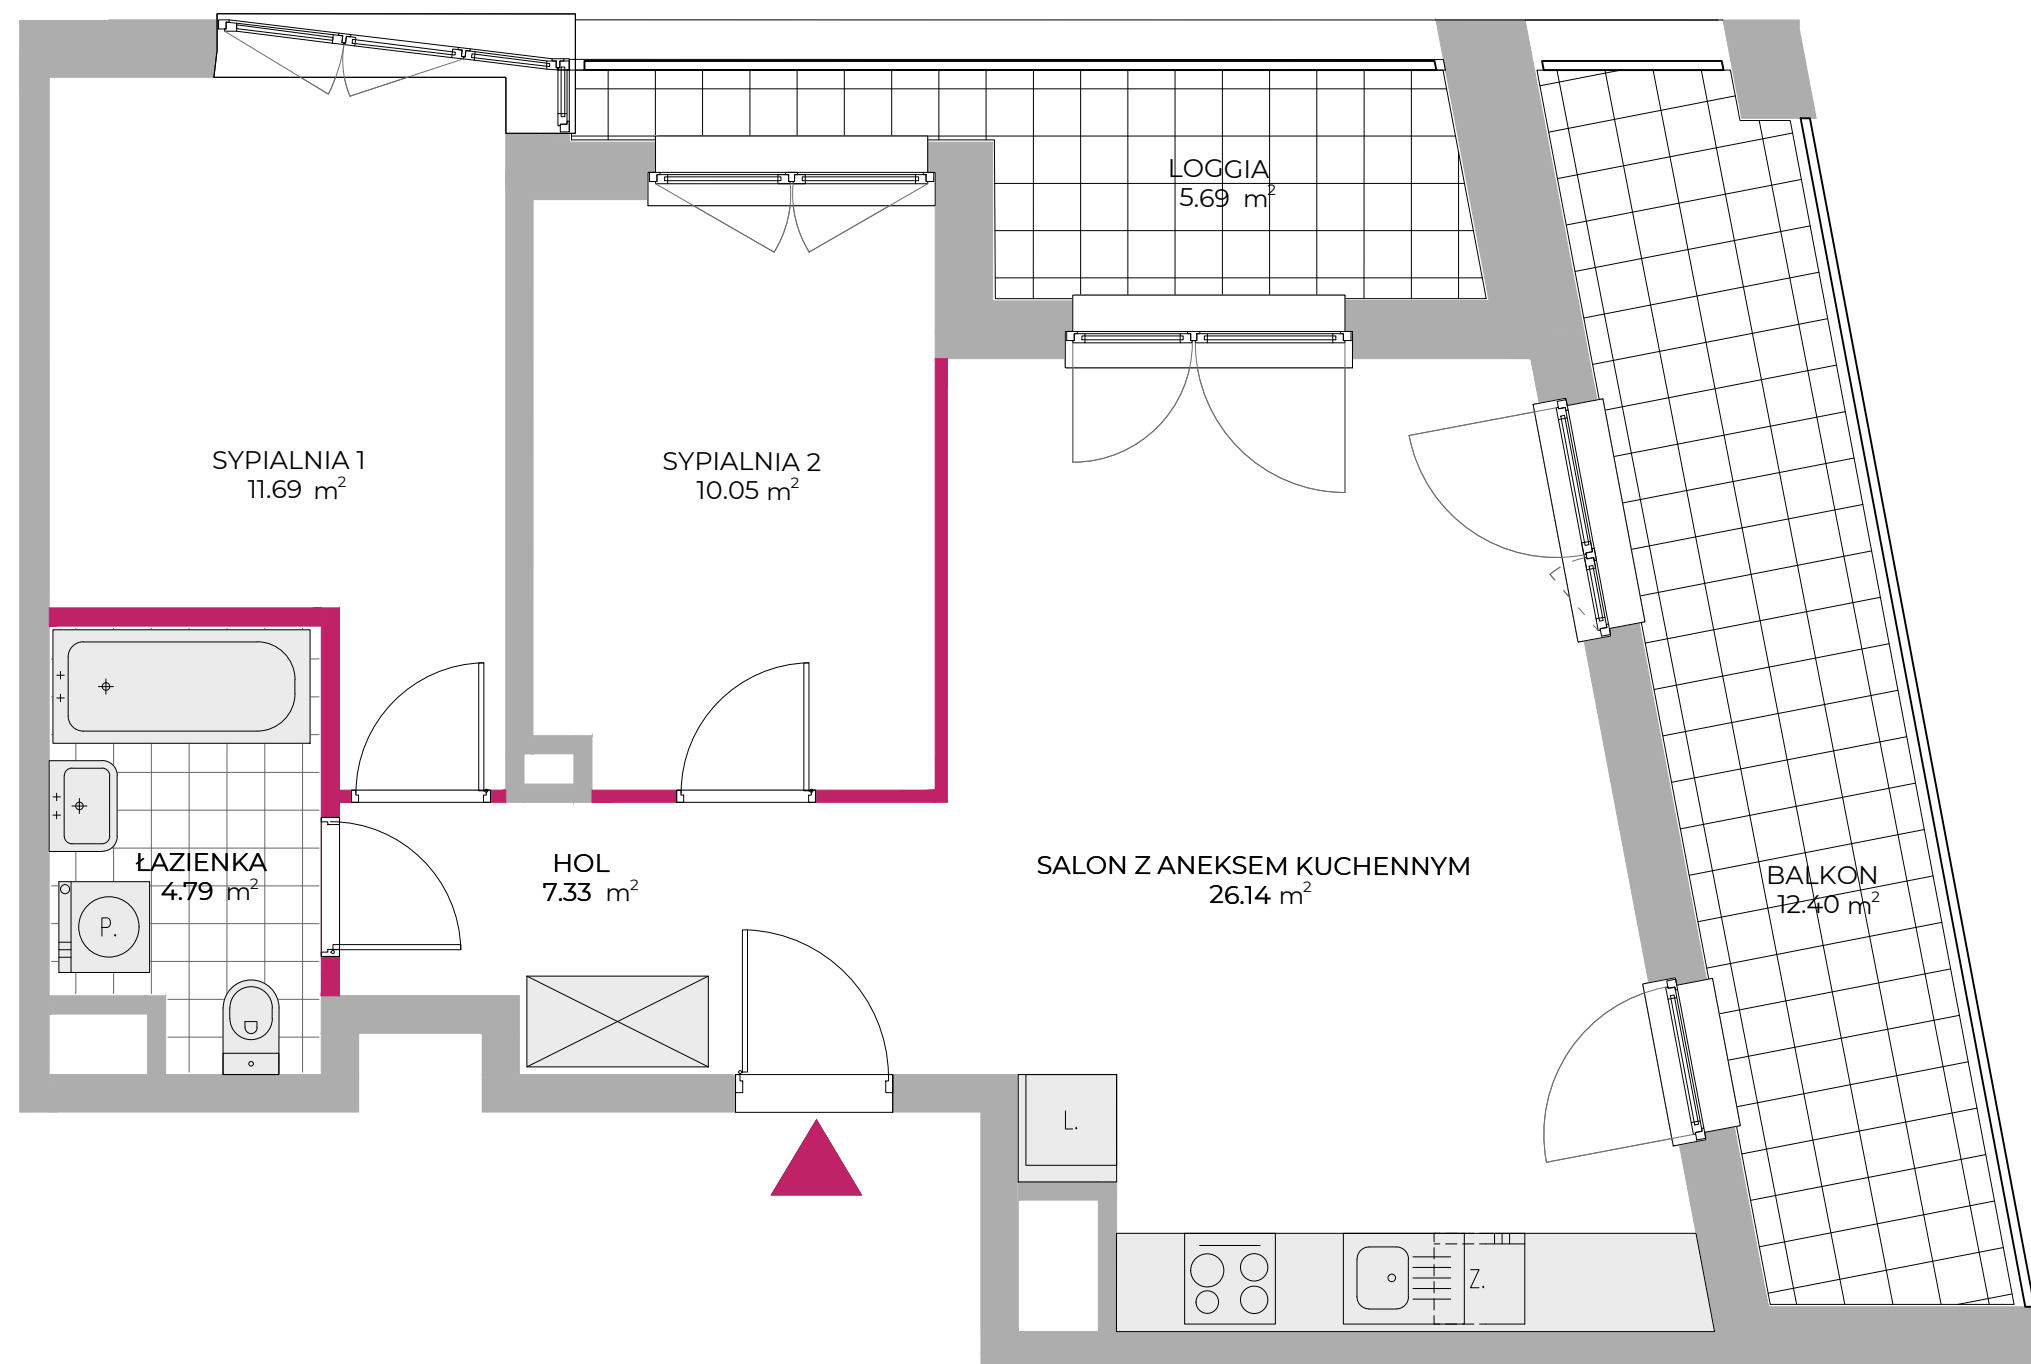 LOGGIA
5.69 m²
SYPIALNIA 1
11.69 m²
SYPIALNIA 2
10.05 m²
ŁAZIENKA
4.79 m²
HOL
7.33 m²
SALON Z ANEKSEM KUCHENNYM
26.14 m²
BALKON
12.40 m²
P.
L.
Z.